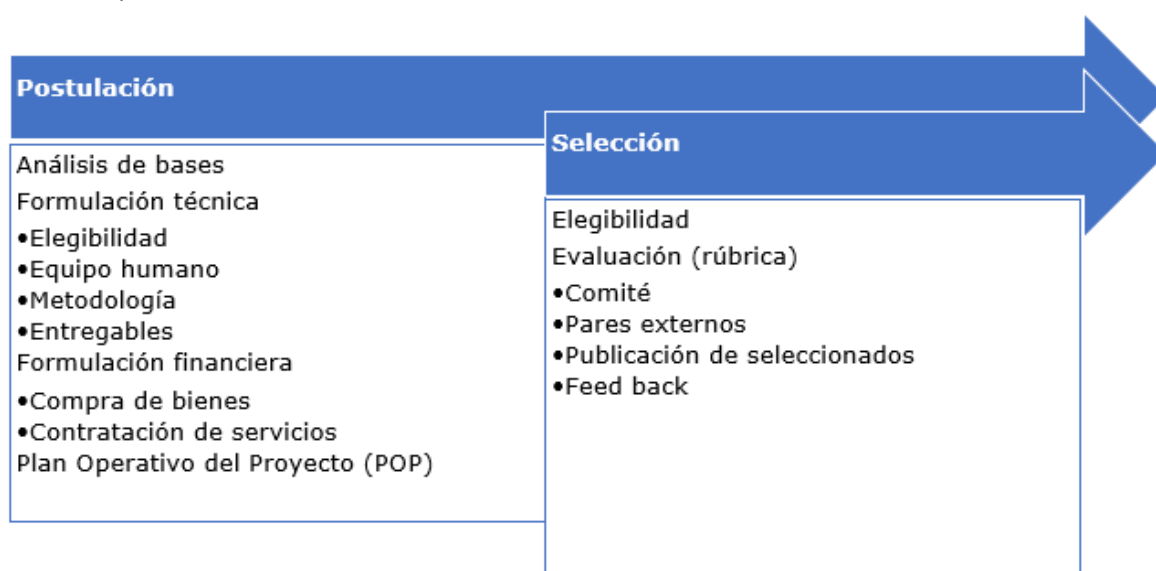 Postulación
Análisis de bases
Formulación técnica
•Elegibilidad
•Equipo humano
•Metodología
•Entregables
Formulación financiera
•Compra de bienes
•Contratación de servicios
Plan Operativo del Proyecto (POP)
Selección
Elegibilidad
Evaluación (rúbrica)
•Comité
•Pares externos
•Publicación de seleccionados
•Feed back